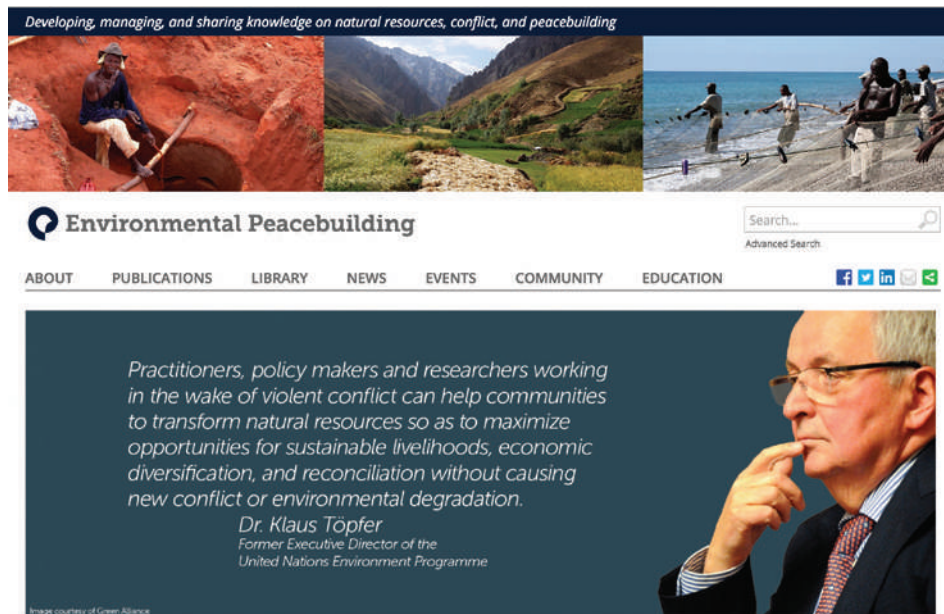 Developing, managing, and sharing knowledge on natural resources, conflict, and peacebuilding
Environmental Peacebuilding
Search...
Advanced Search
ABOUT PUBLICATIONS LIBRARY NEWS EVENTS COMMUNITY EDUCATION
Practitioners, policy makers and researchers working
in the wake of violent conflict can help communities
to transform natural resources so as to maximize
opportunities for sustainable livelihoods, economic
diversification, and reconciliation without causing
new conflict or environmental degradation.
Dr. Klaus Töpfer
Former Executive Director of the
United Nations Environment Programme
Image courtesy of Green Alliance